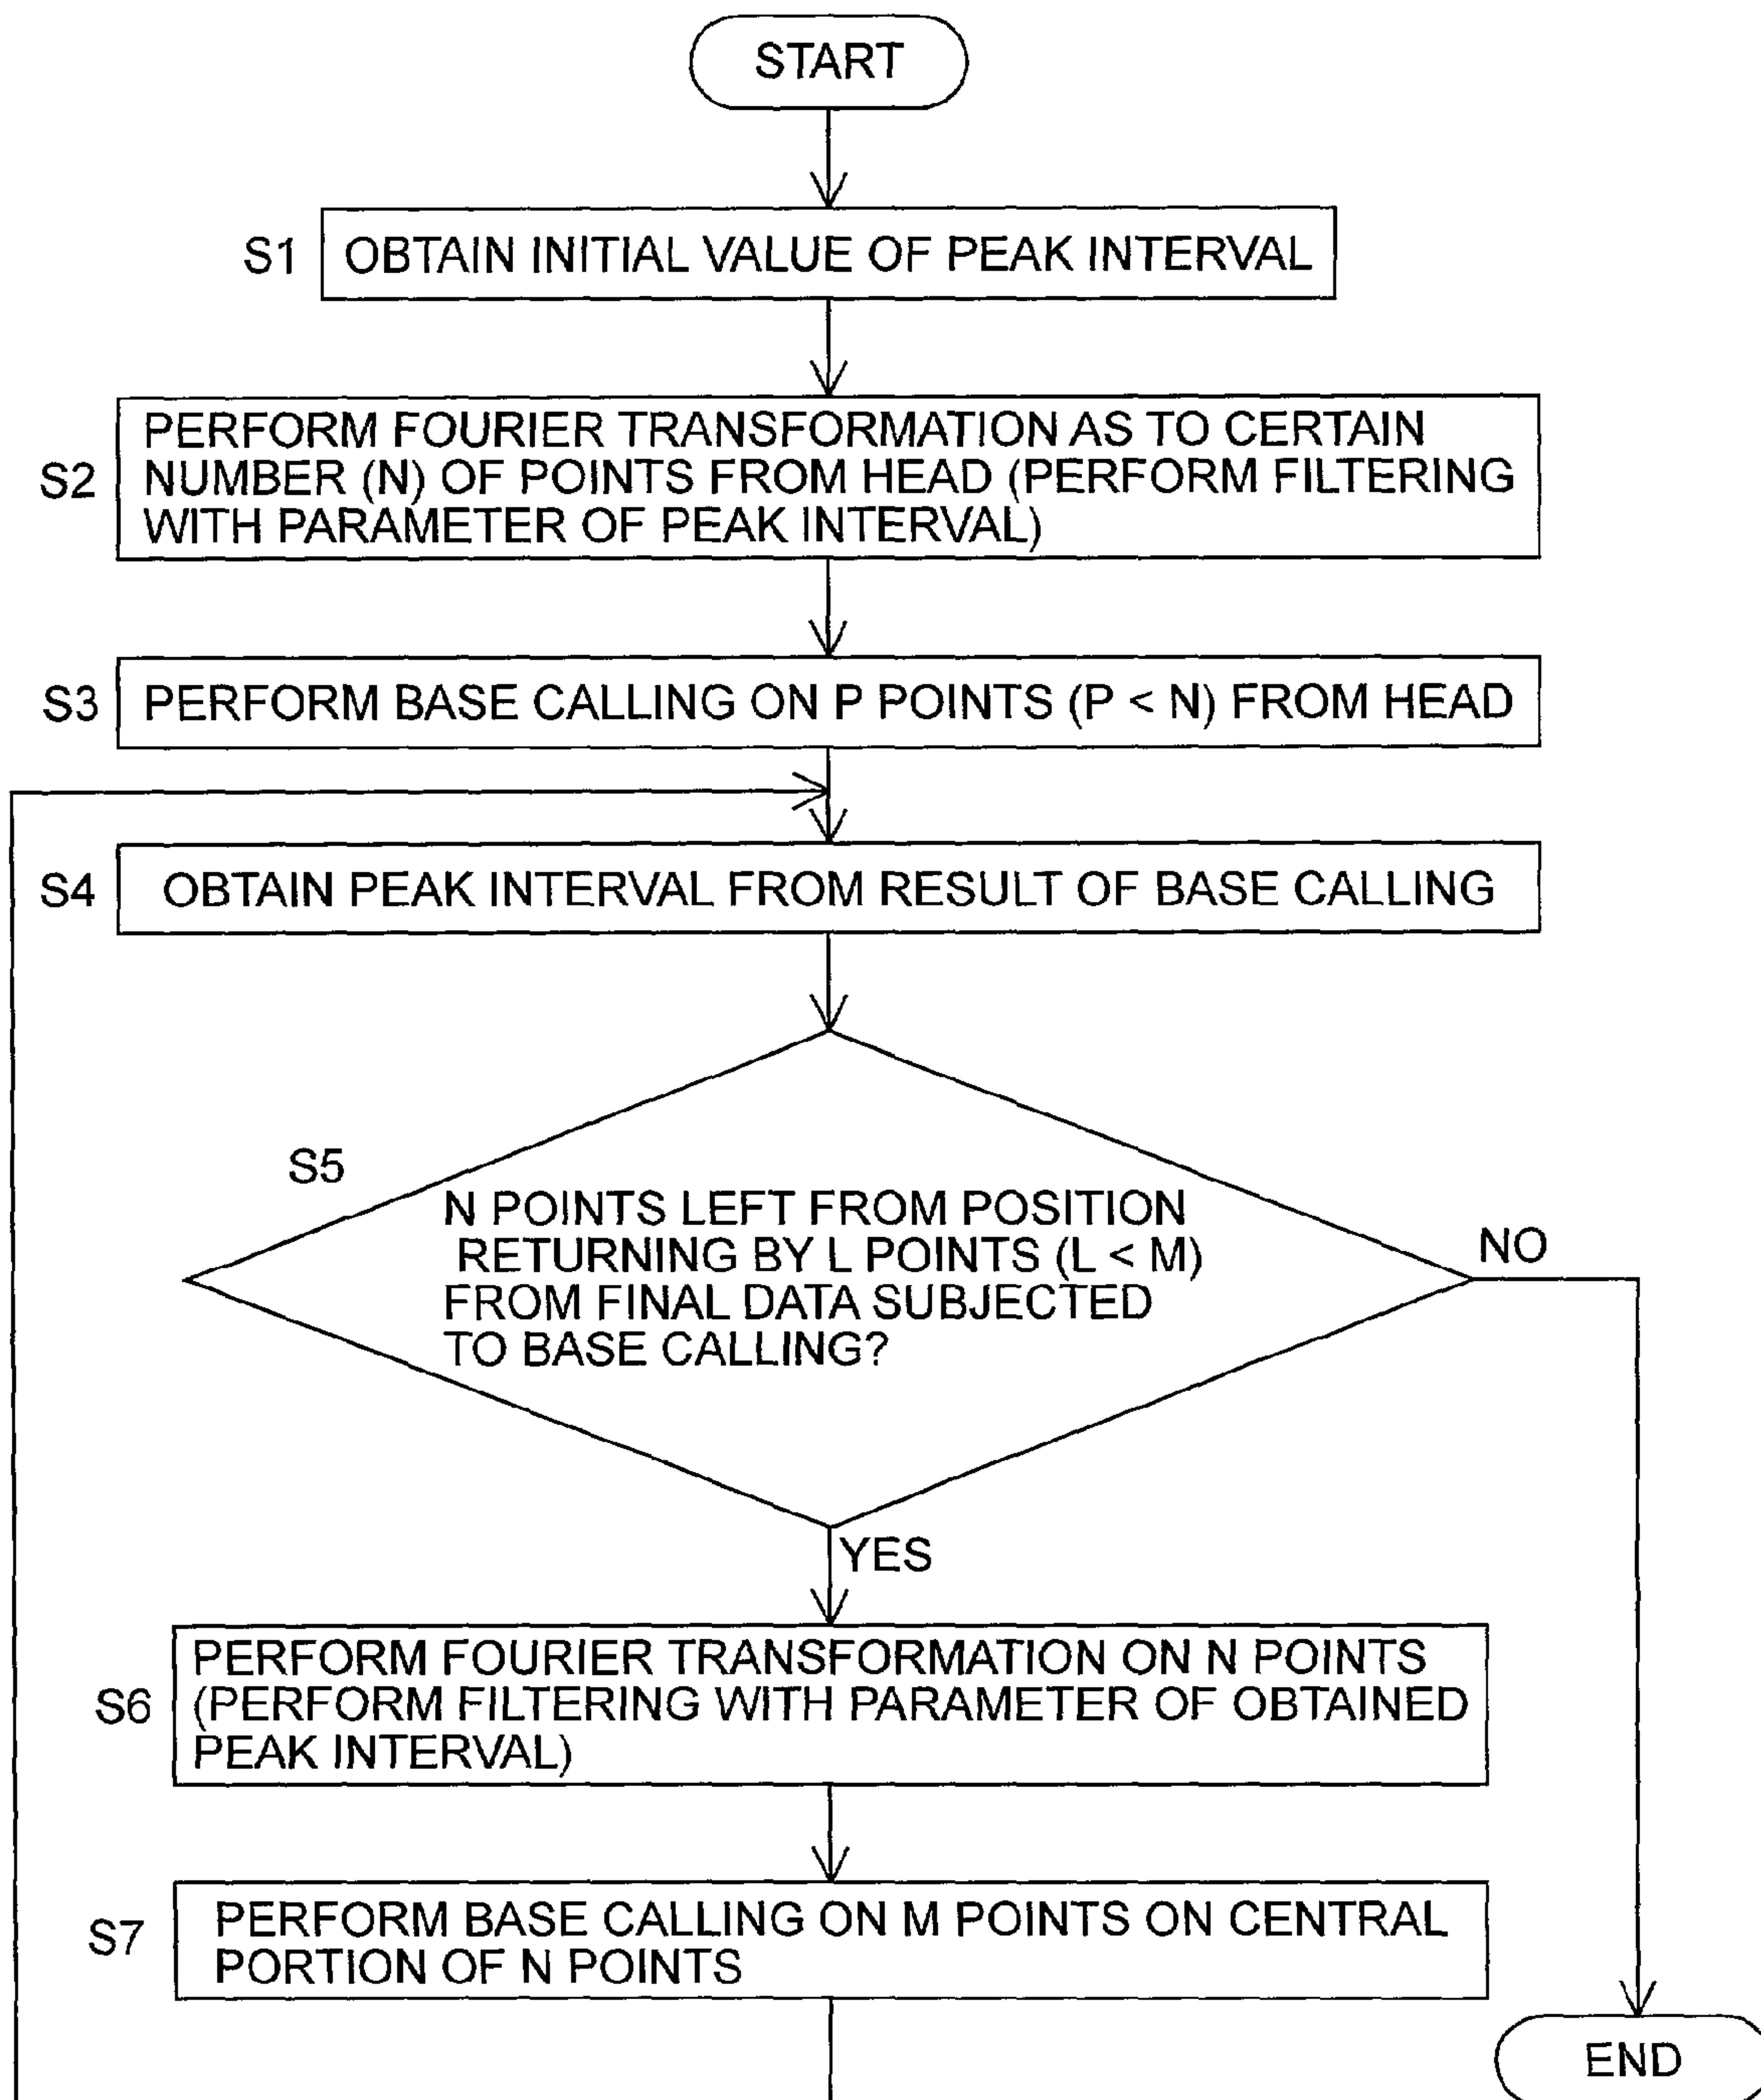 START
S1
OBTAIN INITIAL VALUE OF PEAK INTERVAL
S2
PERFORM FOURIER TRANSFORMATION AS TO CERTAIN
NUMBER (N) OF POINTS FROM HEAD (PERFORM FILTERING
WITH PARAMETER OF PEAK INTERVAL)
S3
PERFORM BASE CALLING ON P POINTS (P < N) FROM HEAD
S4
OBTAIN PEAK INTERVAL FROM RESULT OF BASE CALLING
S5
N POINTS LEFT FROM POSITION
RETURNING BY L POINTS (L < M)
FROM FINAL DATA SUBJECTED
TO BASE CALLING?
NO
YES
S6
PERFORM FOURIER TRANSFORMATION ON N POINTS
(PERFORM FILTERING WITH PARAMETER OF OBTAINED
PEAK INTERVAL)
S7
PERFORM BASE CALLING ON M POINTS ON CENTRAL
PORTION OF N POINTS
END